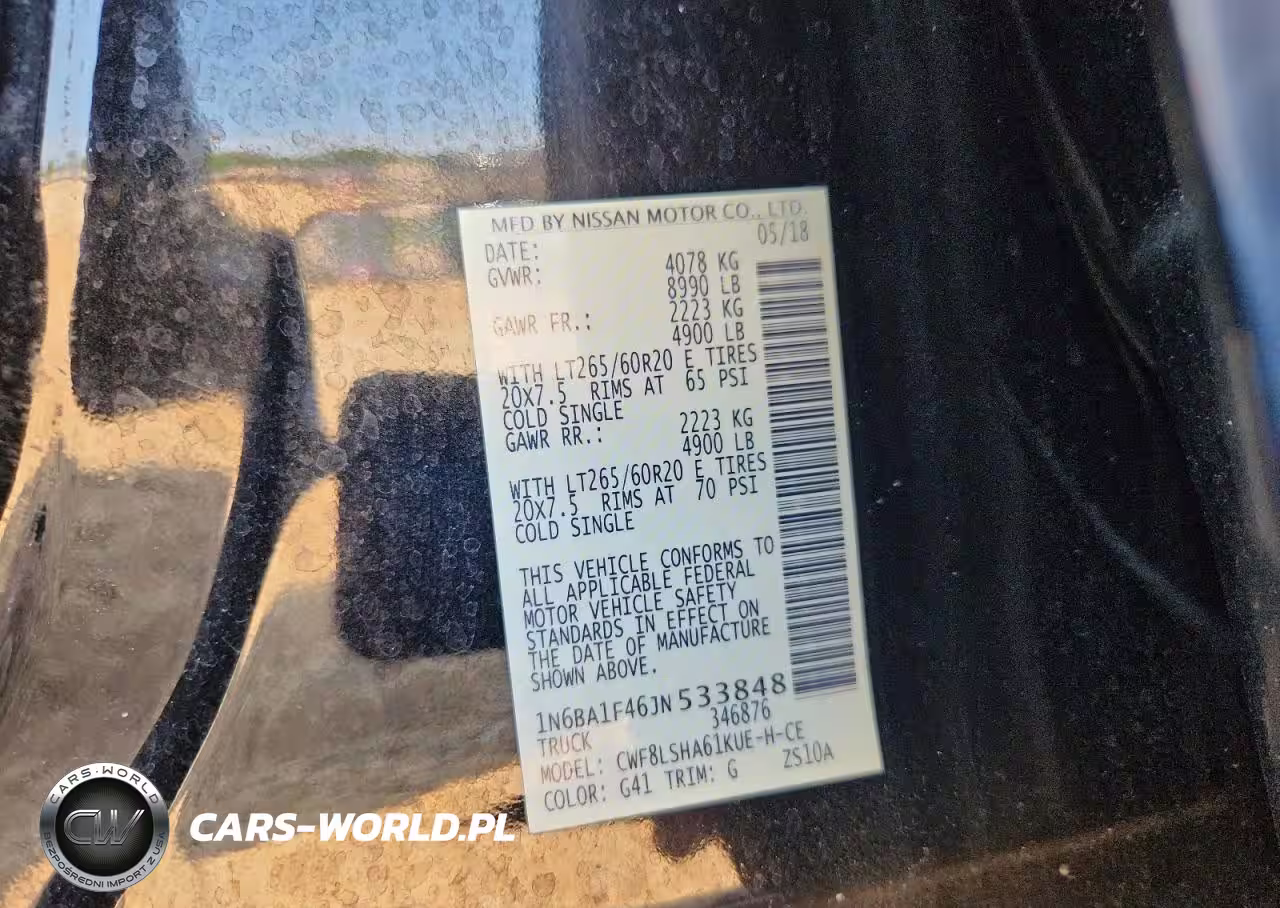 MFD BY NISSAN MOTOR CO., LTD.
DATE: 05/18
GVWR: 4078 KG
8990 LB
GAWR FR.: 2223 KG
4900 LB
WITH LT265/60R20 E TIRES
20X7.5 RIMS AT 65 PSI
COLD SINGLE
GAWR RR.: 2223 KG
4900 LB
WITH LT265/60R20 E TIRES
20X7.5 RIMS AT 70 PSI
COLD SINGLE
THIS VEHICLE CONFORMS TO
ALL APPLICABLE FEDERAL
MOTOR VEHICLE SAFETY
STANDARDS IN EFFECT ON
THE DATE OF MANUFACTURE
SHOWN ABOVE.
1N6BA1F46JN533848
TRUCK 346876
MODEL: CWF8LSHA61KUE-H-CE
COLOR: G41 TRIM: G ZS10A
CARS-WORLD
CW
BEZPOŚREDNI IMPORT Z USA
CARS-WORLD.PL